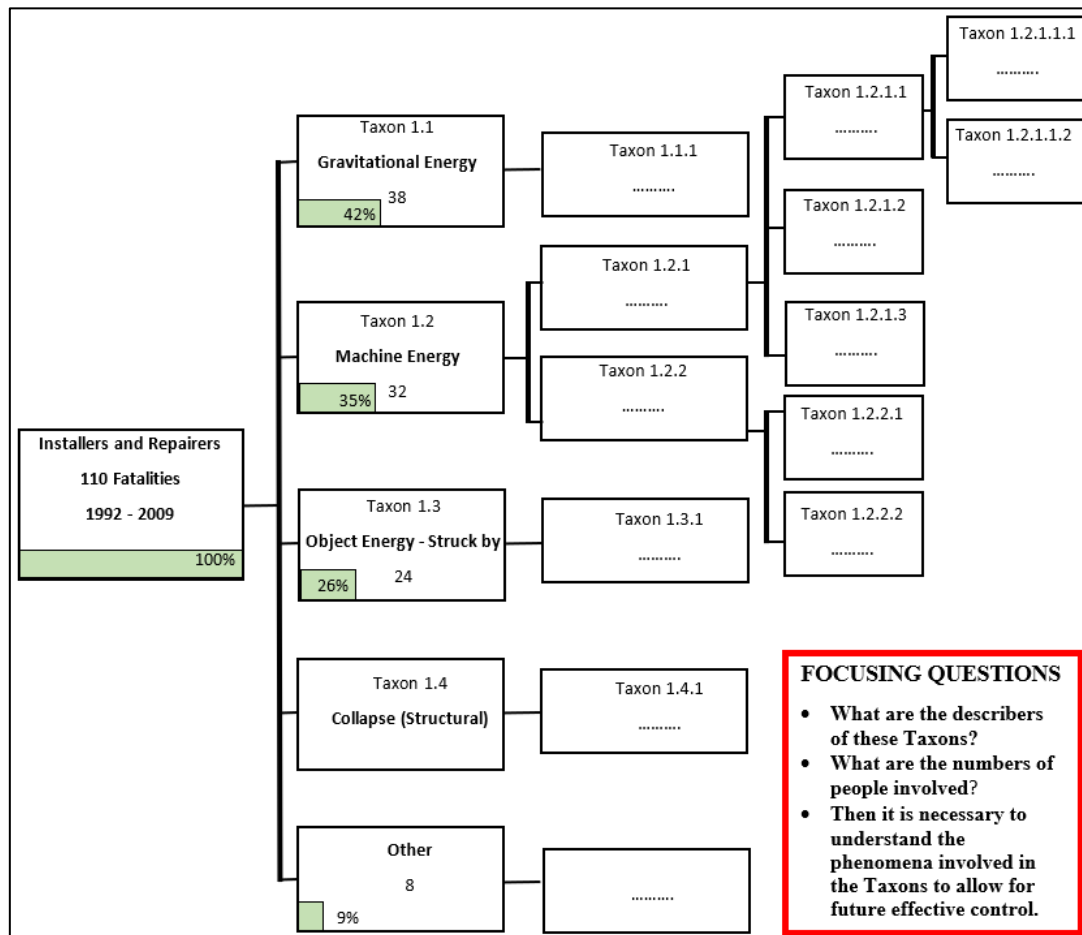 Installers and Repairers
110 Fatalities
1992 - 2009
100%
Taxon 1.1
Gravitational Energy
38
42%
Taxon 1.2
Machine Energy
32
35%
Taxon 1.3
Object Energy - Struck by
24
26%
Taxon 1.4
Collapse (Structural)
Other
8
9%
Taxon 1.1.1
..........
Taxon 1.2.1
..........
Taxon 1.2.2
..........
Taxon 1.3.1
..........
Taxon 1.4.1
..........
..........
Taxon 1.2.1.1
..........
Taxon 1.2.1.2
..........
Taxon 1.2.1.3
..........
Taxon 1.2.2.1
..........
Taxon 1.2.2.2
..........
Taxon 1.2.1.1.1
..........
Taxon 1.2.1.1.2
..........
FOCUSING QUESTIONS
• What are the describers
of these Taxons?
• What are the numbers of
people involved?
• Then it is necessary to
understand the
phenomena involved in
the Taxons to allow for
future effective control.